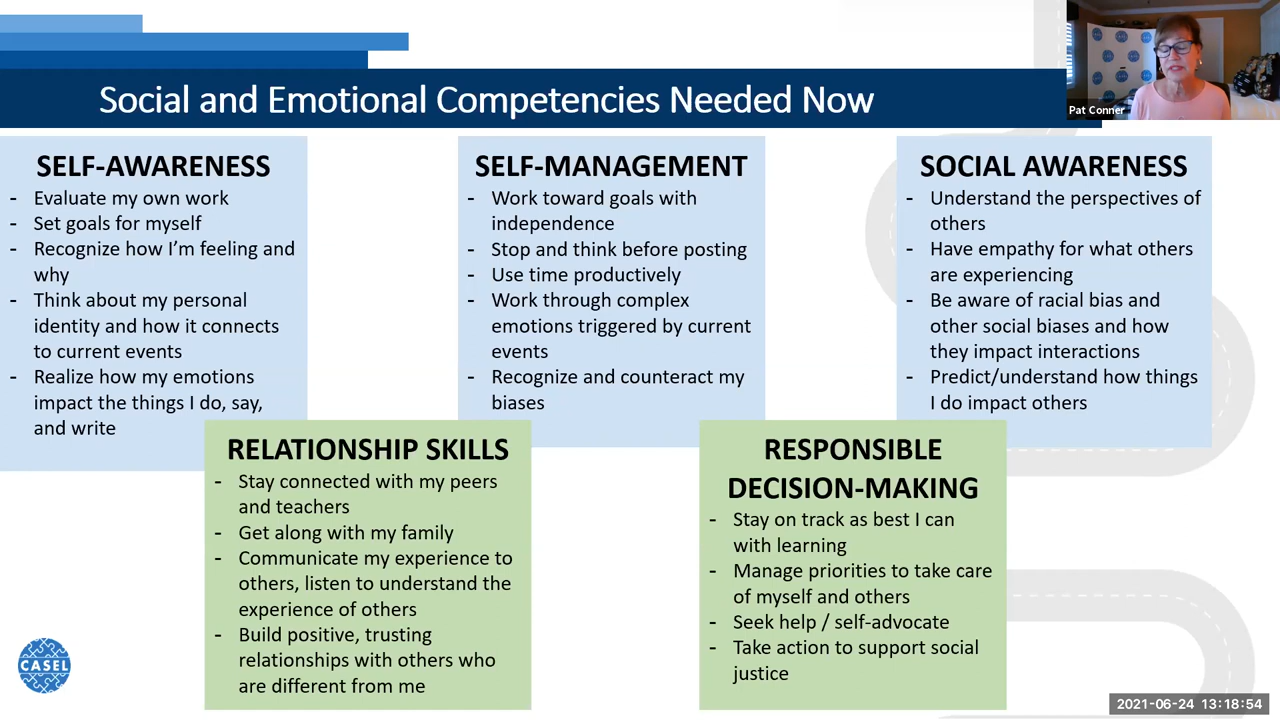 Social and Emotional Competencies Needed Now
Pat Conner
SELF-AWARENESS
- Evaluate my own work
- Set goals for myself
- Recognize how I'm feeling and
why
- Think about my personal
identity and how it connects
to current events
- Realize how my emotions
impact the things I do, say,
and write
SELF-MANAGEMENT
- Work toward goals with
independence
- Stop and think before posting
- Use time productively
- Work through complex
emotions triggered by current
events
- Recognize and counteract my
biases
SOCIAL AWARENESS
- Understand the perspectives of
others
- Have empathy for what others
are experiencing
- Be aware of racial bias and
other social biases and how
they impact interactions
- Predict/understand how things
I do impact others
RELATIONSHIP SKILLS
- Stay connected with my peers
and teachers
- Get along with my family
- Communicate my experience to
others, listen to understand the
experience of others
- Build positive, trusting
relationships with others who
are different from me
RESPONSIBLE
DECISION-MAKING
- Stay on track as best I can
with learning
- Manage priorities to take care
of myself and others
- Seek help / self-advocate
- Take action to support social
justice
CASEL
2021-06-24 13:18:54